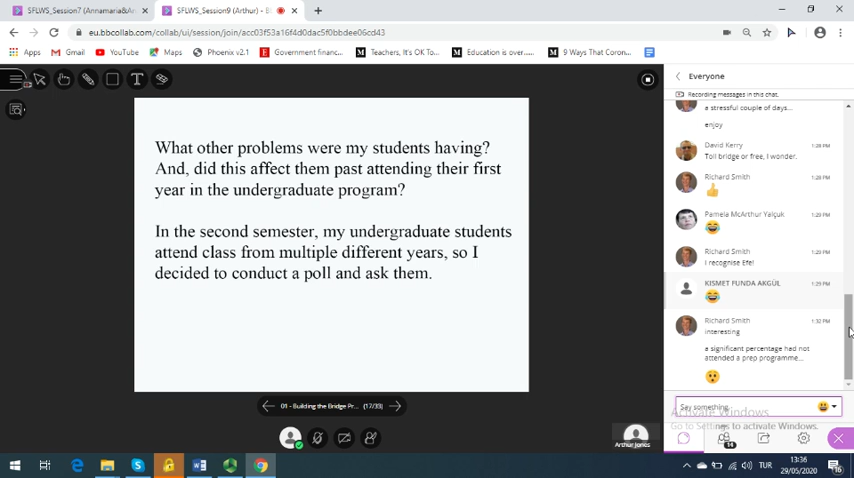 SFLWS_Session7 (Annamaria&Ar
SFLWS_Session9 (Arthur) - Bl
eu.bbcollab.com/collab/ui/session/join/acc03f53a16f4d0dac5f0bbdee06cd43
Apps
Gmail
YouTube
Maps
Phoenix v2.1
Government financ...
Teachers, It's OK To...
Education is over.....
9 Ways That Coron...
Everyone
Recording messages in this chat.
a stressful couple of days...
enjoy
David Kerry
1:28 PM
Toll bridge or free, I wonder.
Richard Smith
1:28 PM
Pamela McArthur Yalçuk
1:29 PM
Richard Smith
1:29 PM
I recognise Efe!
KISMET FUNDA AKGÜL
1:29 PM
Richard Smith
1:32 PM
interesting
a significant percentage had not
attended a prep programme...
Say something
What other problems were my students having?
And, did this affect them past attending their first
year in the undergraduate program?
In the second semester, my undergraduate students
attend class from multiple different years, so I
decided to conduct a poll and ask them.
01 - Building the Bridge Pr... (17/33)
Arthur Jones
Activate Windows
Go to Settings to activate Windows.
14
TUR
13:36
29/05/2020
16